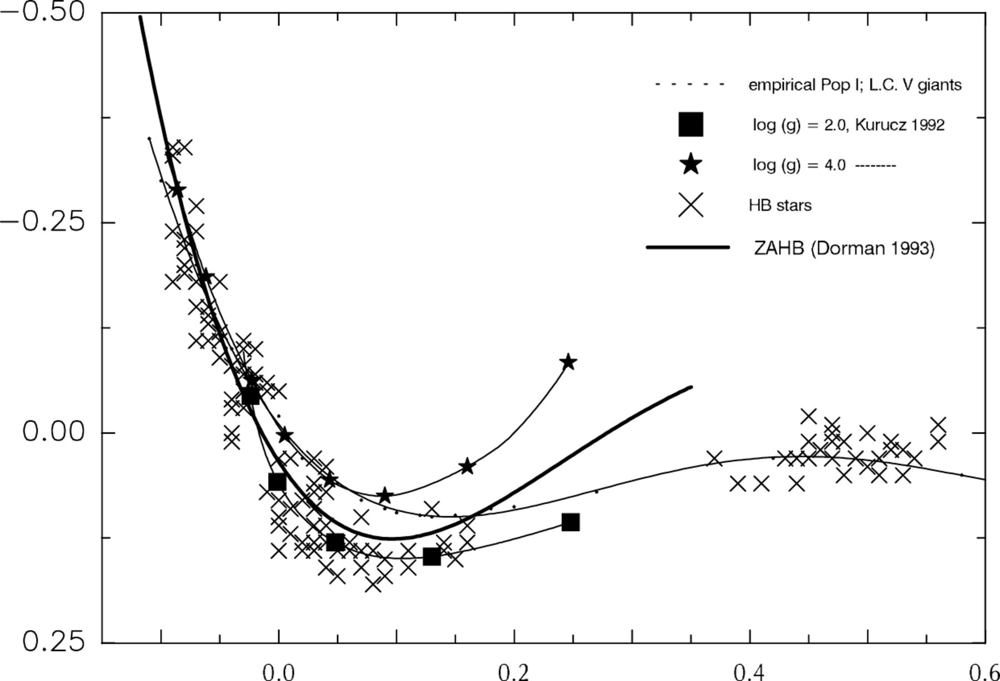 −0.50
−0.25
0.00
0.25
empirical Pop I; L.C. V giants
log (g) = 2.0, Kurucz 1992
log (g) = 4.0 --------
HB stars
ZAHB (Dorman 1993)
0.0 0.2 0.4 0.6